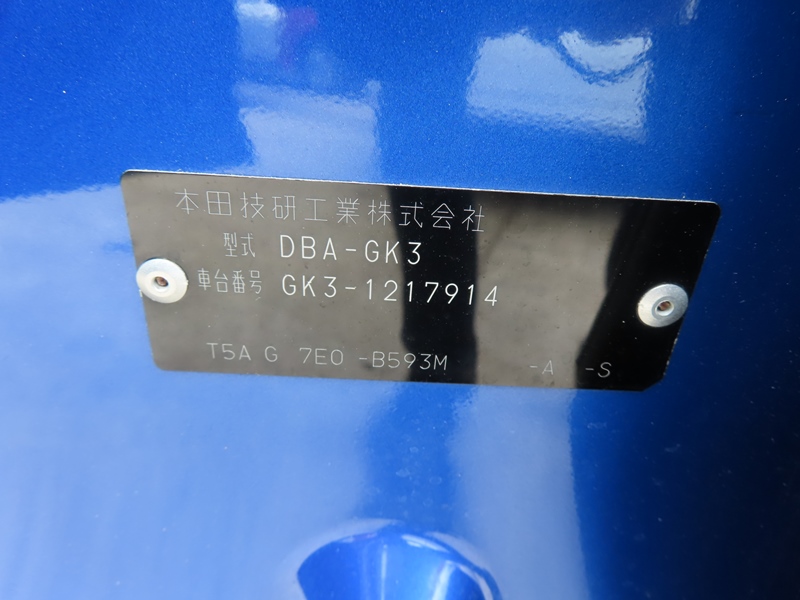 本田技研工業株式会社
型式 DBA-GK3
車台番号 GK3-1217914
T5A G 7E0 -B593M -A -S